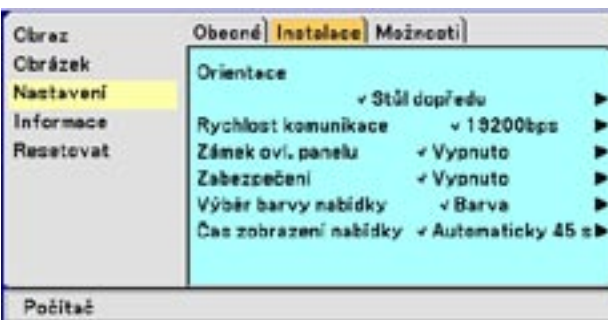 Obraz
Obrázek
Nastavení
Informace
Resetovat
Obecné Instalace Možnosti
Orientace
Stůl dopředu
Rychlost komunikace 19200bps
Zámek ovl. panelu Vypnuto
Zabezpečení Vypnuto
Výběr barvy nabídky Barva
Čas zobrazení nabídky Automaticky 45 s
Počítač